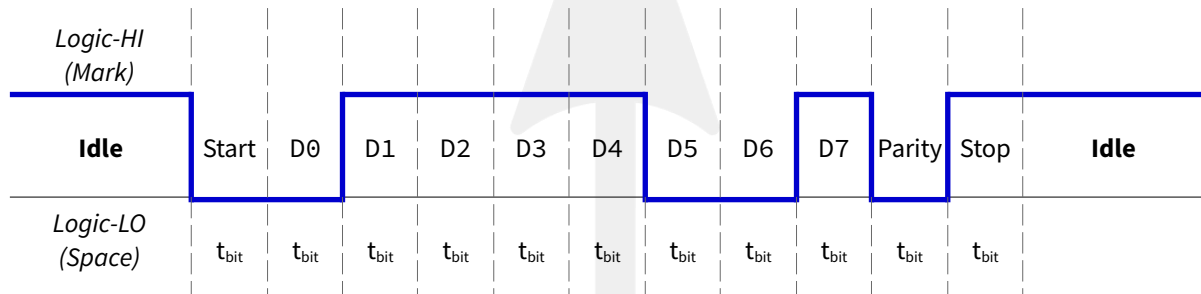 Logic-HI
(Mark)
Idle Start D0 D1 D2 D3 D4 D5 D6 D7 Parity Stop Idle
Logic-LO
(Space)
tbit tbit tbit tbit tbit tbit tbit tbit tbit tbit tbit